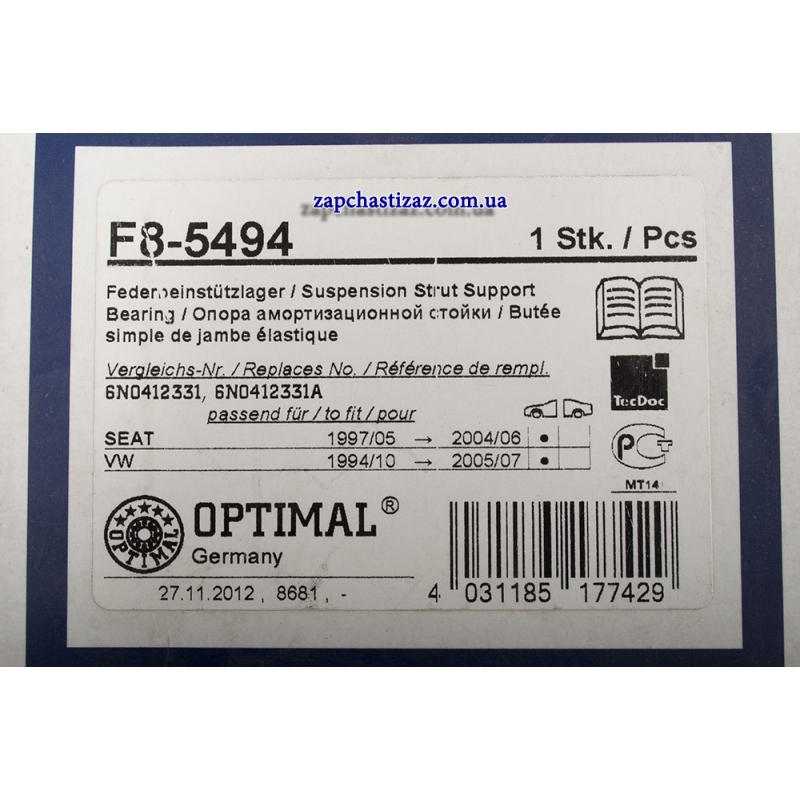 zapchastizaz.com.ua
F8-5494 1 Stk. / Pcs
Federbeinstützlager / Suspension Strut Support
Bearing / Опора амортизационной стойки / Butée
simple de jambe élastique
Vergleichs-Nr. / Replaces No. / Référence de rempl.
6N0412331, 6N0412331A
passend für / to fit / pour
TecDoc
SEAT 1997/05 → 2004/06 •
VW 1994/10 → 2005/07 •
РСТ
MT14
OPTIMAL
OPTIMAL®
Germany
27.11.2012 , 8681 , -
4 031185 177429